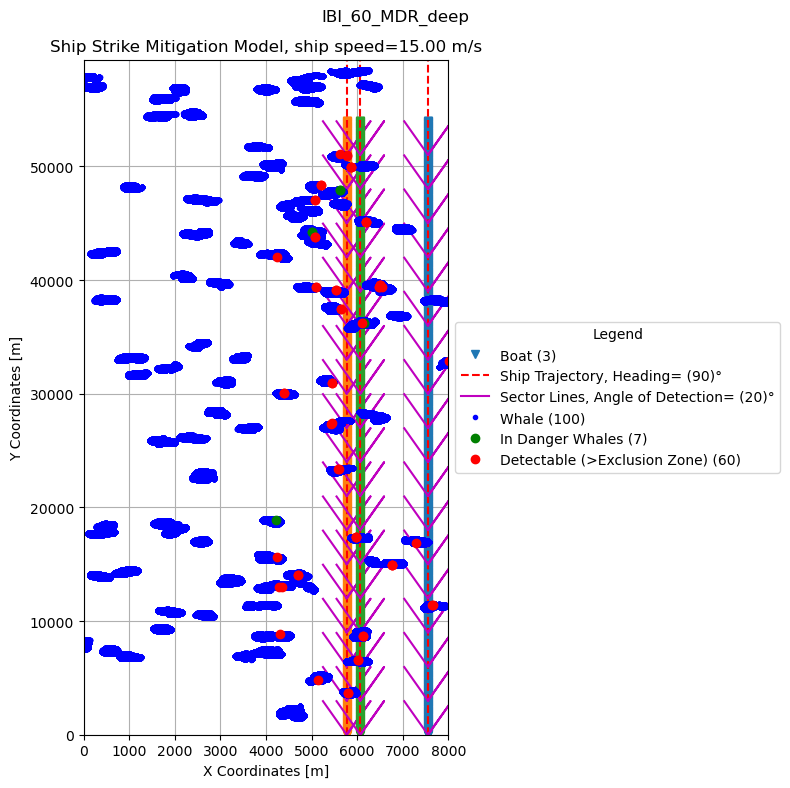 IBI_60_MDR_deep
Ship Strike Mitigation Model, ship speed=15.00 m/s
50000
40000
30000
20000
10000
0
Y Coordinates [m]
0 1000 2000 3000 4000 5000 6000 7000 8000
X Coordinates [m]
Legend
Boat (3)
Ship Trajectory, Heading= (90)°
Sector Lines, Angle of Detection= (20)°
Whale (100)
In Danger Whales (7)
Detectable (>Exclusion Zone) (60)